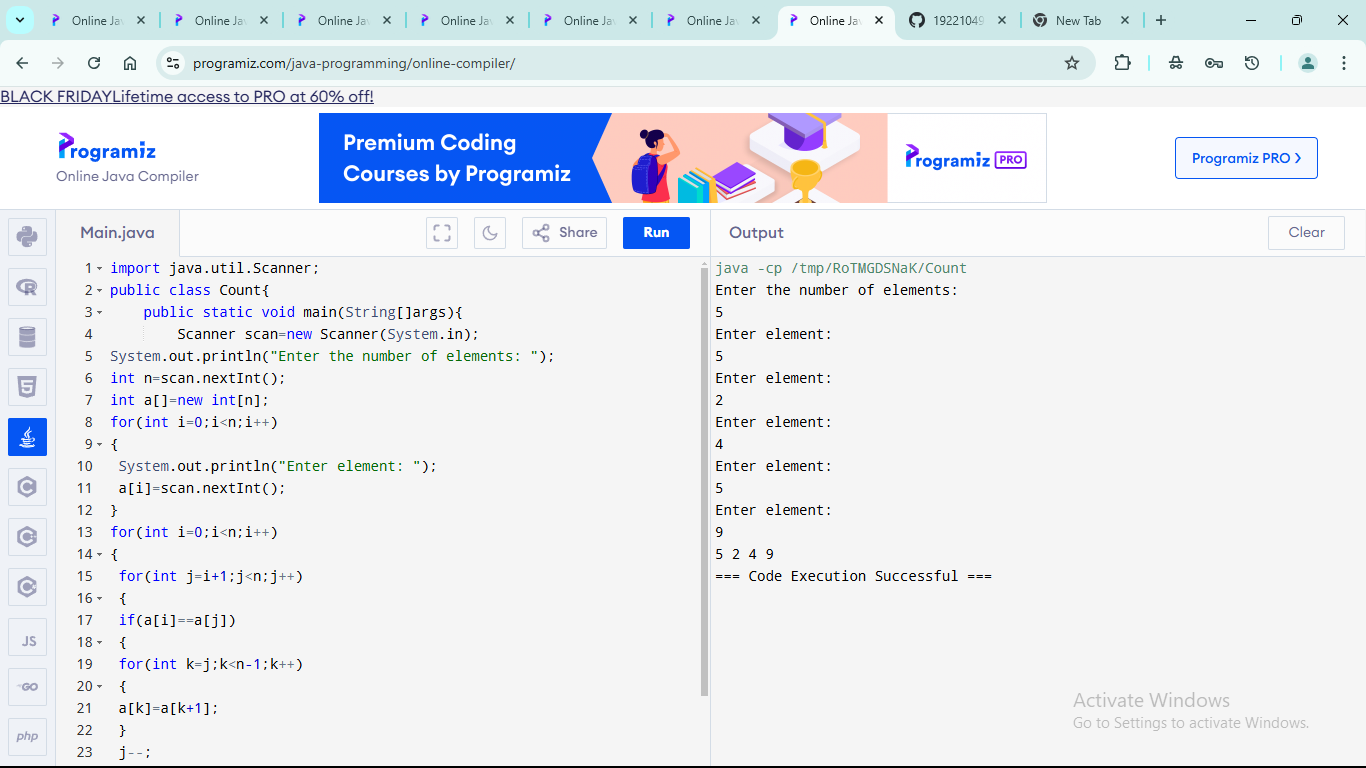 Online Ja
Online Ja
Online Ja
Online Ja
Online Ja
Online Ja
Online Ja
19221049
New Tab
programiz.com/java-programming/online-compiler/
BLACK FRIDAYLifetime access to PRO at 60% off!
Programiz
Online Java Compiler
Premium Coding
Courses by Programiz
Programiz PRO
Programiz PRO >
Main.java
Share
Run
Output
Clear
1 import java.util.Scanner;
2 public class Count{
3 public static void main(String[]args){
4 Scanner scan=new Scanner(System.in);
5 System.out.println("Enter the number of elements: ");
6 int n=scan.nextInt();
7 int a[]=new int[n];
8 for(int i=0;i<n;i++)
9 {
10 System.out.println("Enter element: ");
11 a[i]=scan.nextInt();
12 }
13 for(int i=0;i<n;i++)
14 {
15 for(int j=i+1;j<n;j++)
16 {
17 if(a[i]==a[j])
18 {
19 for(int k=j;k<n-1;k++)
20 {
21 a[k]=a[k+1];
22 }
23 j--;
java -cp /tmp/RoTMGDSNaK/Count
Enter the number of elements:
5
Enter element:
5
Enter element:
2
Enter element:
4
Enter element:
5
Enter element:
9
5 2 4 9
=== Code Execution Successful ===
R
5
C
C
C
JS
GO
php
Activate Windows
Go to Settings to activate Windows.